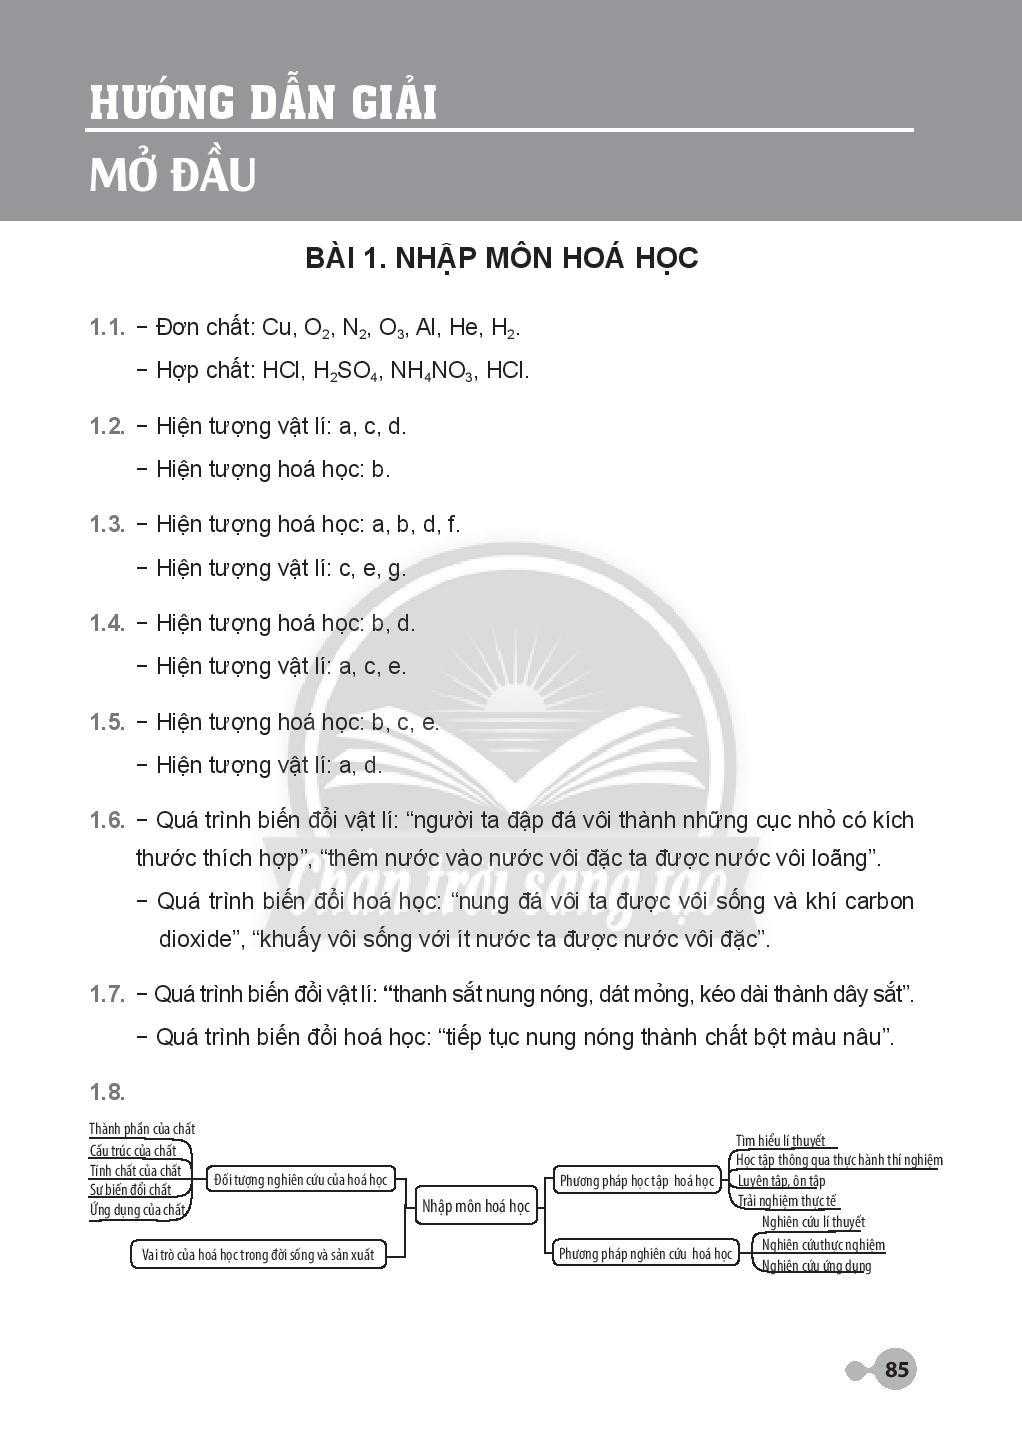 HƯỚNG DẪN GIẢI
MỞ ĐẦU
BÀI 1. NHẬP MÔN HOÁ HỌC
1.1. – Đơn chất: Cu, O₂, N₂, O₃, Al, He, H₂.
– Hợp chất: HCl, H₂SO₄, NH₄NO₃, HCl.
1.2. – Hiện tượng vật lí: a, c, d.
– Hiện tượng hoá học: b.
1.3. – Hiện tượng hoá học: a, b, d, f.
– Hiện tượng vật lí: c, e, g.
1.4. – Hiện tượng hoá học: b, d.
– Hiện tượng vật lí: a, c, e.
1.5. – Hiện tượng hoá học: b, c, e.
– Hiện tượng vật lí: a, d.
1.6. – Quá trình biến đổi vật lí: “người ta đập đá vôi thành những cục nhỏ có kích
thước thích hợp”, “thêm nước vào nước vôi đặc ta được nước vôi loãng”.
Chân trời sáng tạo
– Quá trình biến đổi hoá học: “nung đá vôi ta được vôi sống và khí carbon
dioxide”, “khuấy vôi sống với ít nước ta được nước vôi đặc”.
1.7. – Quá trình biến đổi vật lí: “thanh sắt nung nóng, dát mỏng, kéo dài thành dây sắt”.
– Quá trình biến đổi hoá học: “tiếp tục nung nóng thành chất bột màu nâu”.
1.8.
Thành phần của chất
Cấu trúc của chất
Tính chất của chất
Sự biến đổi chất
Ứng dụng của chất
Đối tượng nghiên cứu của hoá học
Vai trò của hoá học trong đời sống và sản xuất
Nhập môn hoá học
Phương pháp học tập hoá học
Tìm hiểu lí thuyết
Học tập thông qua thực hành thí nghiệm
Luyện tập, ôn tập
Trải nghiệm thực tế
Phương pháp nghiên cứu hoá học
Nghiên cứu lí thuyết
Nghiên cứuthực nghiệm
Nghiên cứu ứng dụng
85